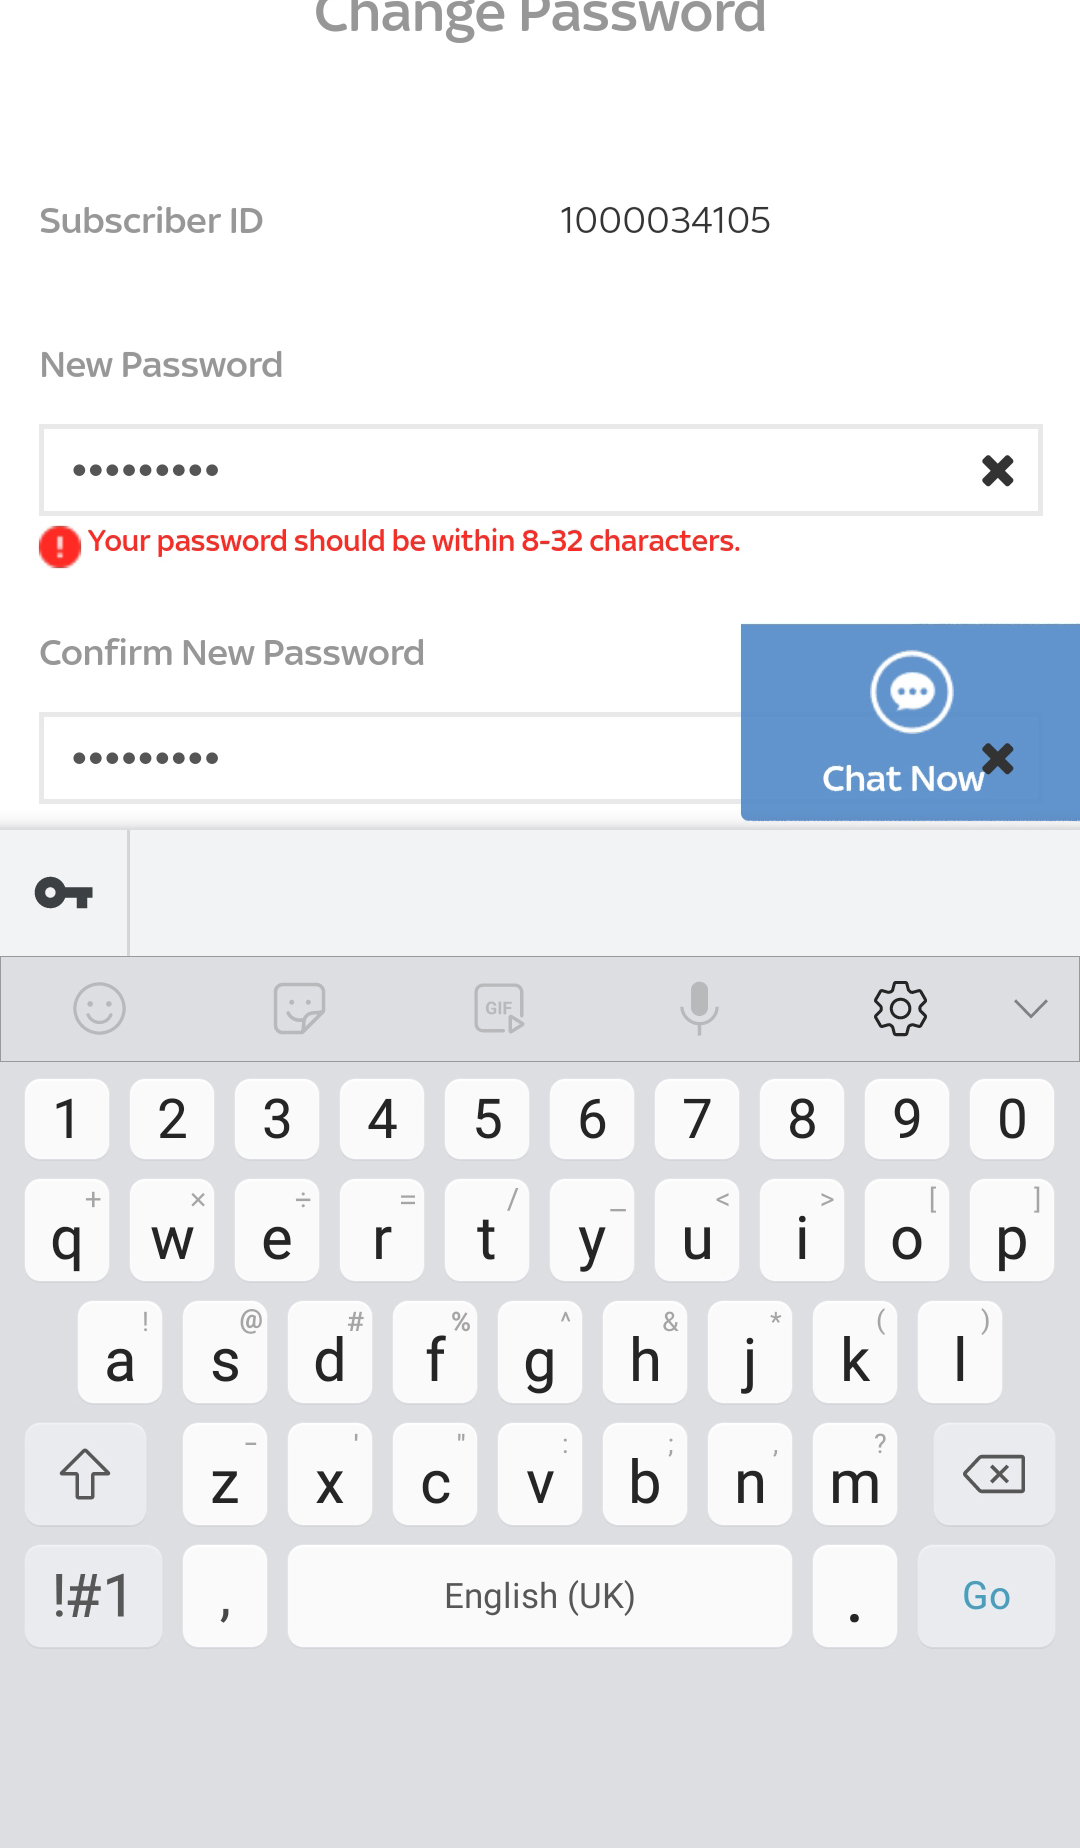 Change Password
Subscriber ID 1000034105
New Password
•••••••••
! Your password should be within 8-32 characters.
Confirm New Password
•••••••••
Chat Now
GIF
1 2 3 4 5 6 7 8 9 0
+ × ÷ = / _ < > [ ]
q w e r t y u i o p
! @ # % ^ & * ( )
a s d f g h j k l
- ' " : ; , ?
z x c v b n m
!#1 , English (UK) . Go